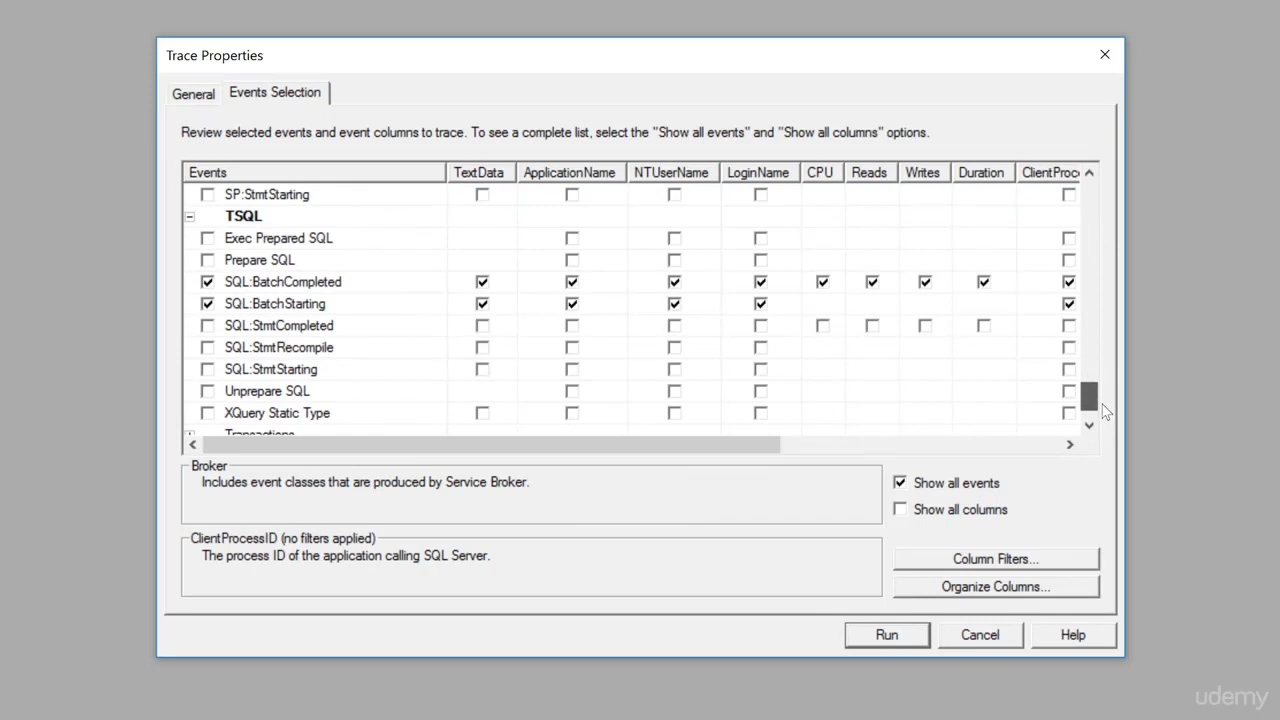 Trace Properties
General Events Selection
Review selected events and event columns to trace. To see a complete list, select the "Show all events" and "Show all columns" options.
Events TextData ApplicationName NTUserName LoginName CPU Reads Writes Duration ClientProc
SP:StmtStarting
TSQL
Exec Prepared SQL
Prepare SQL
SQL:BatchCompleted
SQL:BatchStarting
SQL:StmtCompleted
SQL:StmtRecompile
SQL:StmtStarting
Unprepare SQL
XQuery Static Type
Transactions
Broker
Includes event classes that are produced by Service Broker.
Show all events
Show all columns
ClientProcessID (no filters applied)
The process ID of the application calling SQL Server.
Column Filters...
Organize Columns...
Run Cancel Help
udemy